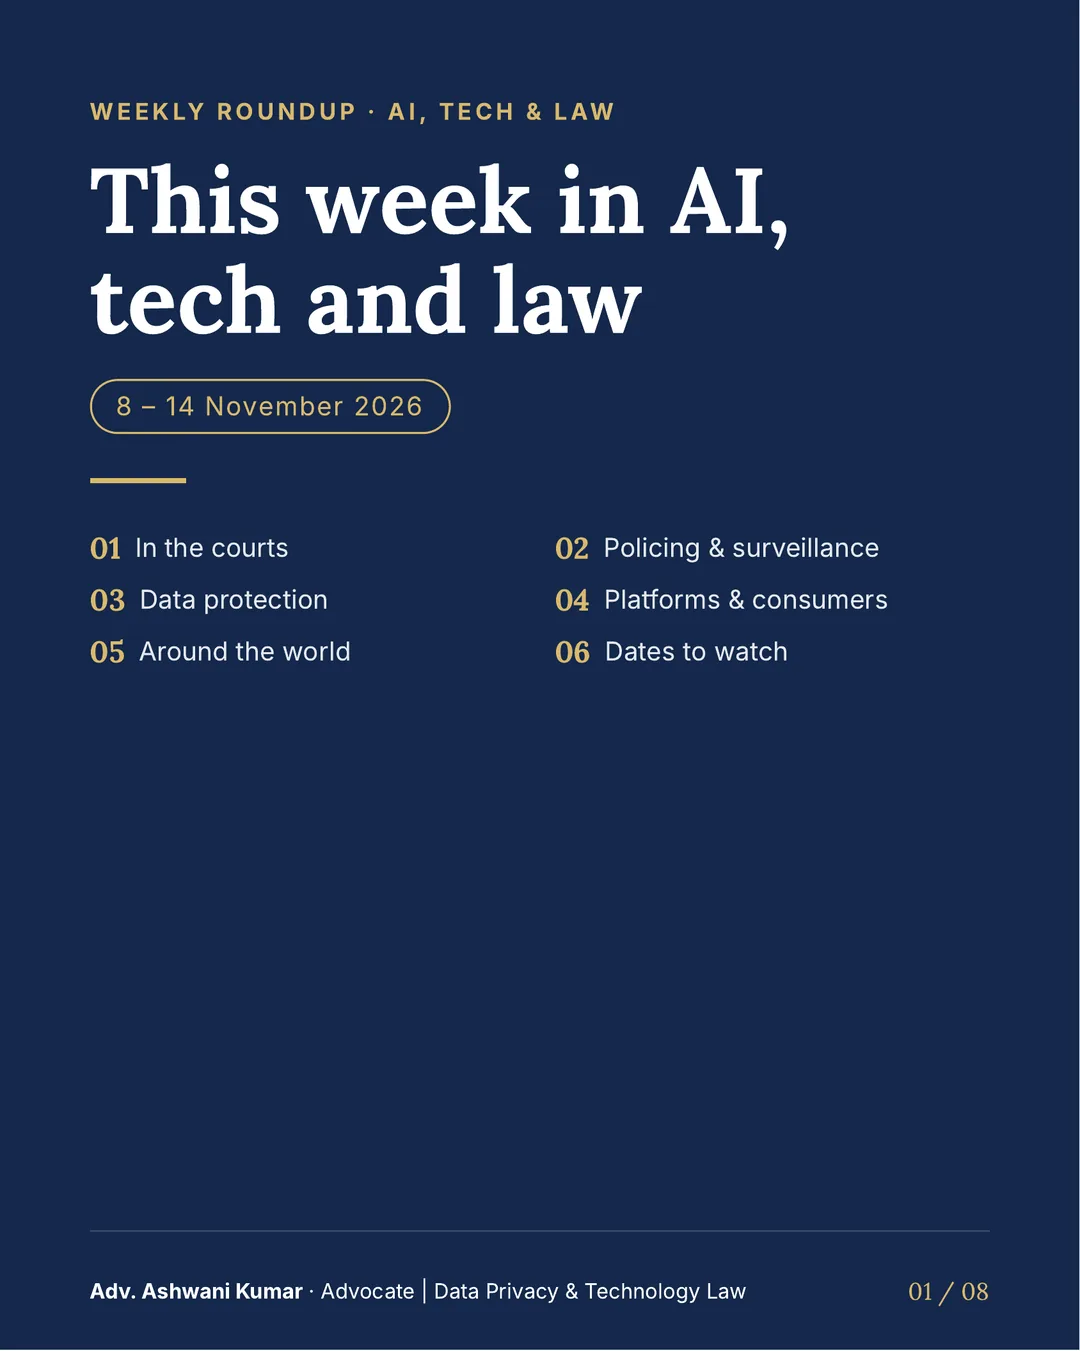 WEEKLY ROUNDUP · AI, TECH & LAW
This week in AI,
tech and law
8 – 14 November 2026
01 In the courts
02 Policing & surveillance
03 Data protection
04 Platforms & consumers
05 Around the world
06 Dates to watch
Adv. Ashwani Kumar · Advocate | Data Privacy & Technology Law
01 / 08